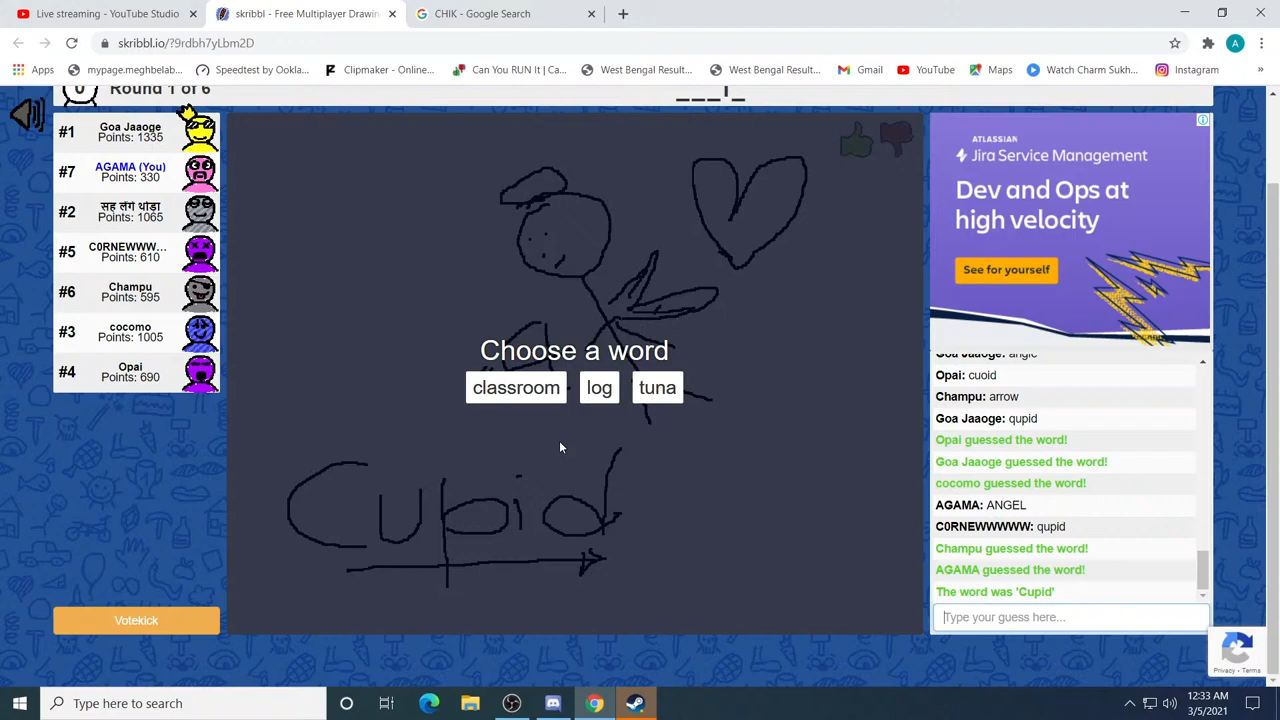 Live streaming - YouTube Studio
skribbl - Free Multiplayer Drawin
CHIK - Google Search
skribbl.io/?9rdbh7yLbm2D
Apps
mypage.meghbelab...
Speedtest by Ookla...
Clipmaker - Online...
Can You RUN It | Ca...
West Bengal Result...
West Bengal Result...
Gmail
YouTube
Maps
Watch Charm Sukh...
Instagram
0
Round 1 of 6
_ _ _ i _
#1
Goa Jaaoge
Points: 1335
#7
AGAMA (You)
Points: 330
#2
सह लंग थोडा
Points: 1065
#5
C0RNEWWW...
Points: 610
#6
Champu
Points: 595
#3
cocomo
Points: 1005
#4
Opai
Points: 690
Votekick
Choose a word
classroom
log
tuna
Cupid
ATLASSIAN
Jira Service Management
Dev and Ops at
high velocity
See for yourself
Goa Jaaoge: angle
Opai: cuoid
Champu: arrow
Goa Jaaoge: qupid
Opai guessed the word!
Goa Jaaoge guessed the word!
cocomo guessed the word!
AGAMA: ANGEL
C0RNEWWWWW: qupid
Champu guessed the word!
AGAMA guessed the word!
The word was 'Cupid'
Type your guess here...
Privacy - Terms
Type here to search
12:33 AM
3/5/2021